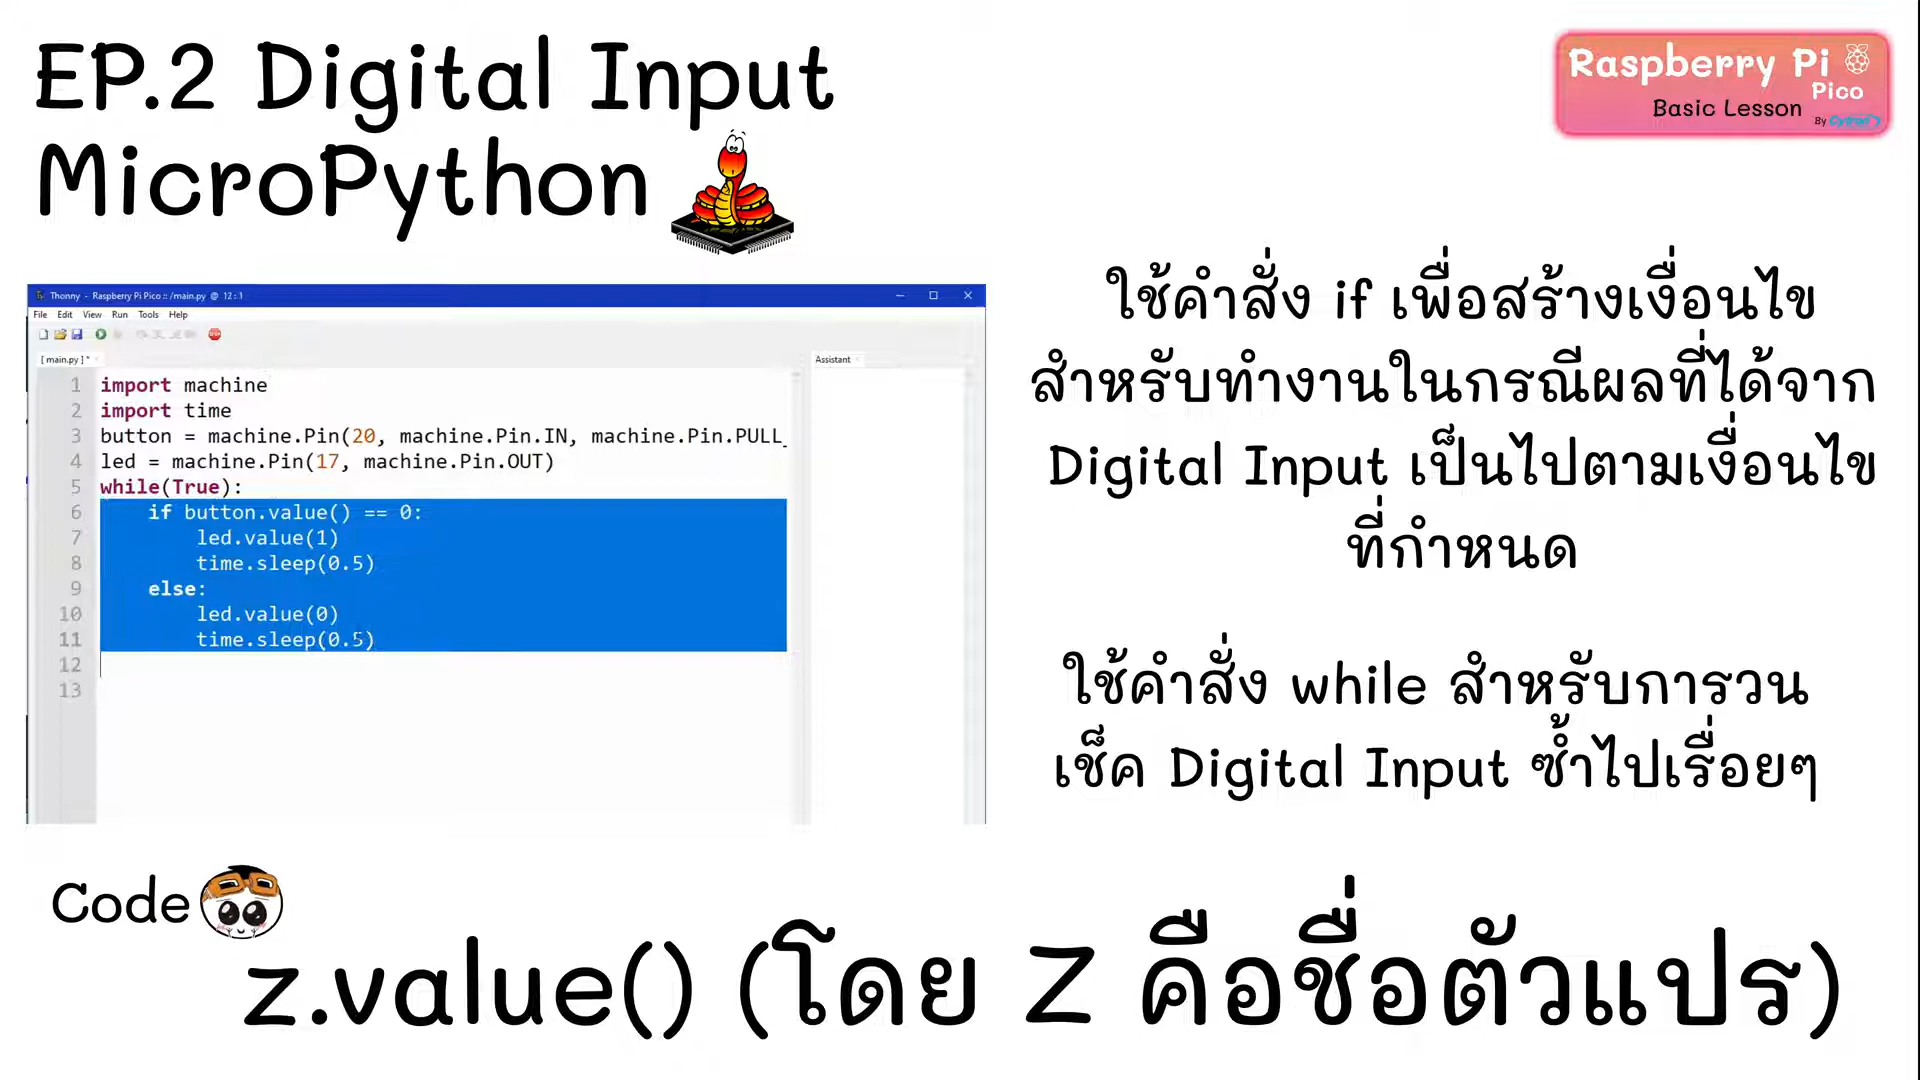 EP.2 Digital Input
MicroPython
Raspberry Pi
Pico
Basic Lesson
By Cytron
Thonny - Raspberry Pi Pico :: /main.py @ 12:1
File Edit View Run Tools Help
STOP
[ main.py ] *
Assistant
1 import machine
2 import time
3 button = machine.Pin(20, machine.Pin.IN, machine.Pin.PULL_
4 led = machine.Pin(17, machine.Pin.OUT)
5 while(True):
6 if button.value() == 0:
7 led.value(1)
8 time.sleep(0.5)
9 else:
10 led.value(0)
11 time.sleep(0.5)
12
13
ใช้คำสั่ง if เพื่อสร้างเงื่อนไข
สำหรับทำงานในกรณีผลที่ได้จาก
Digital Input เป็นไปตามเงื่อนไข
ที่กำหนด
ใช้คำสั่ง while สำหรับการวน
เช็ค Digital Input ซ้ำไปเรื่อยๆ
Code
z.value() (โดย Z คือชื่อตัวแปร)